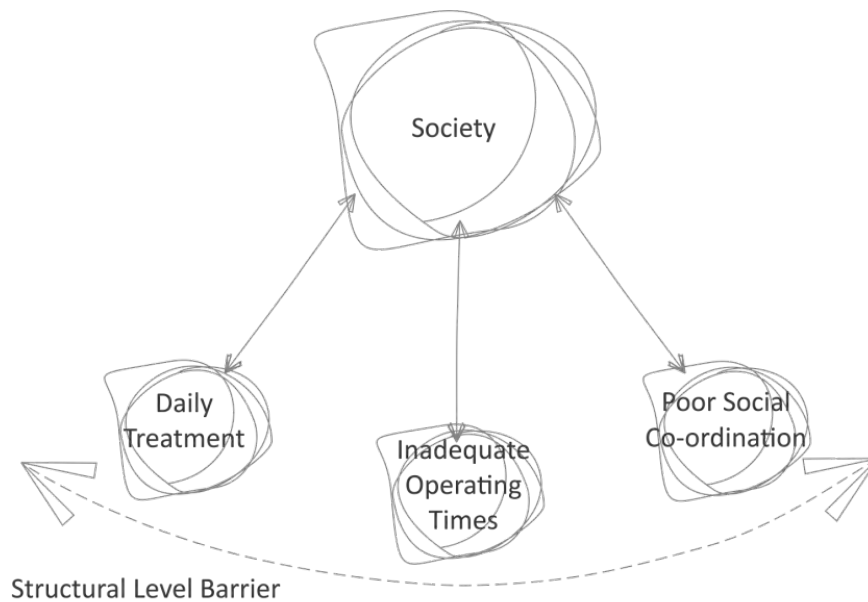 Society
Daily
Treatment
Inadequate
Operating
Times
Poor Social
Co-ordination
Structural Level Barrier